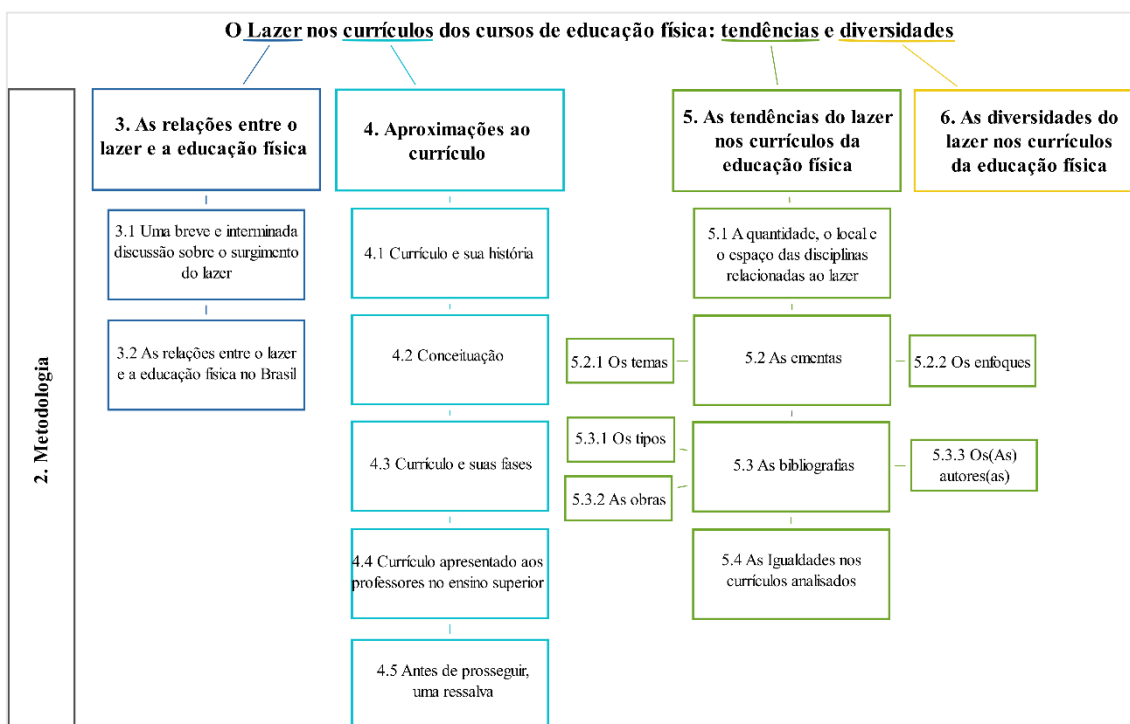 O Lazer nos currículos dos cursos de educação física: tendências e diversidades
2. Metodologia
3. As relações entre o
lazer e a educação física
3.1 Uma breve e interminada
discussão sobre o surgimento
do lazer
3.2 As relações entre o lazer
e a educação física no Brasil
4. Aproximações ao
currículo
4.1 Currículo e sua história
4.2 Conceituação
4.3 Currículo e suas fases
4.4 Currículo apresentado aos
professores no ensino superior
4.5 Antes de prosseguir,
uma ressalva
5. As tendências do lazer
nos currículos da
educação física
5.1 A quantidade, o local e
o espaço das disciplinas
relacionadas ao lazer
5.2 As ementas
5.2.1 Os temas
5.2.2 Os enfoques
5.3 As bibliografias
5.3.1 Os tipos
5.3.2 As obras
5.3.3 Os(As)
autores(as)
5.4 As Igualdades nos
currículos analisados
6. As diversidades do
lazer nos currículos
da educação física